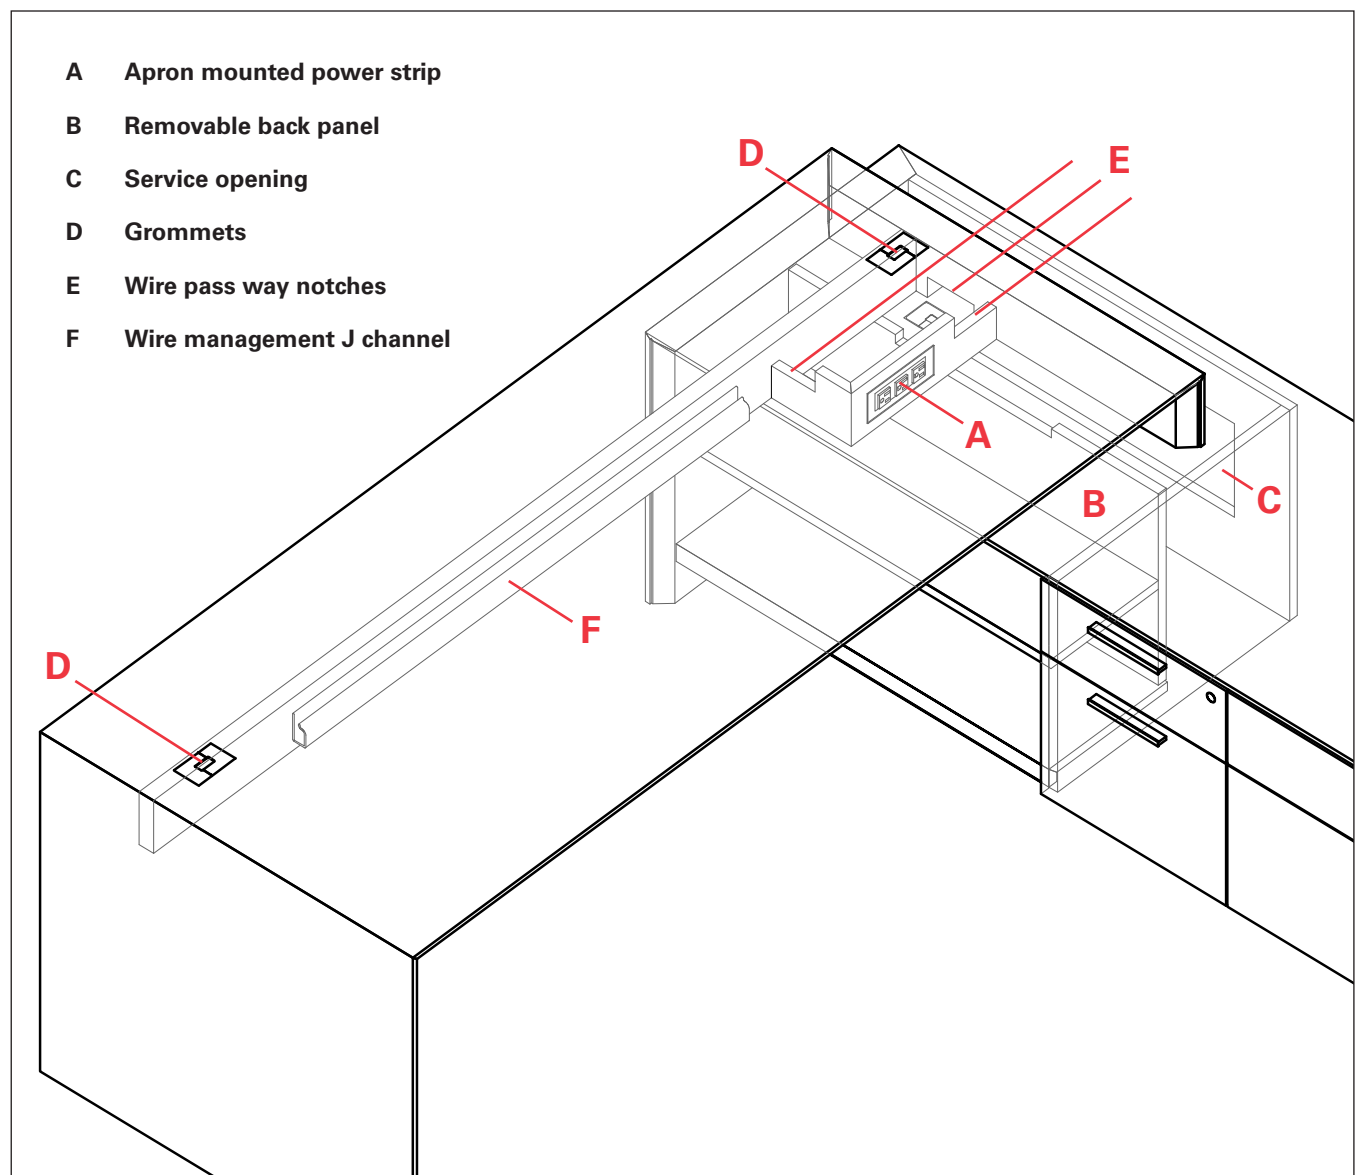 A Apron mounted power strip
B Removable back panel
C Service opening
D Grommets
E Wire pass way notches
F Wire management J channel
D
E
A
B
C
F
D